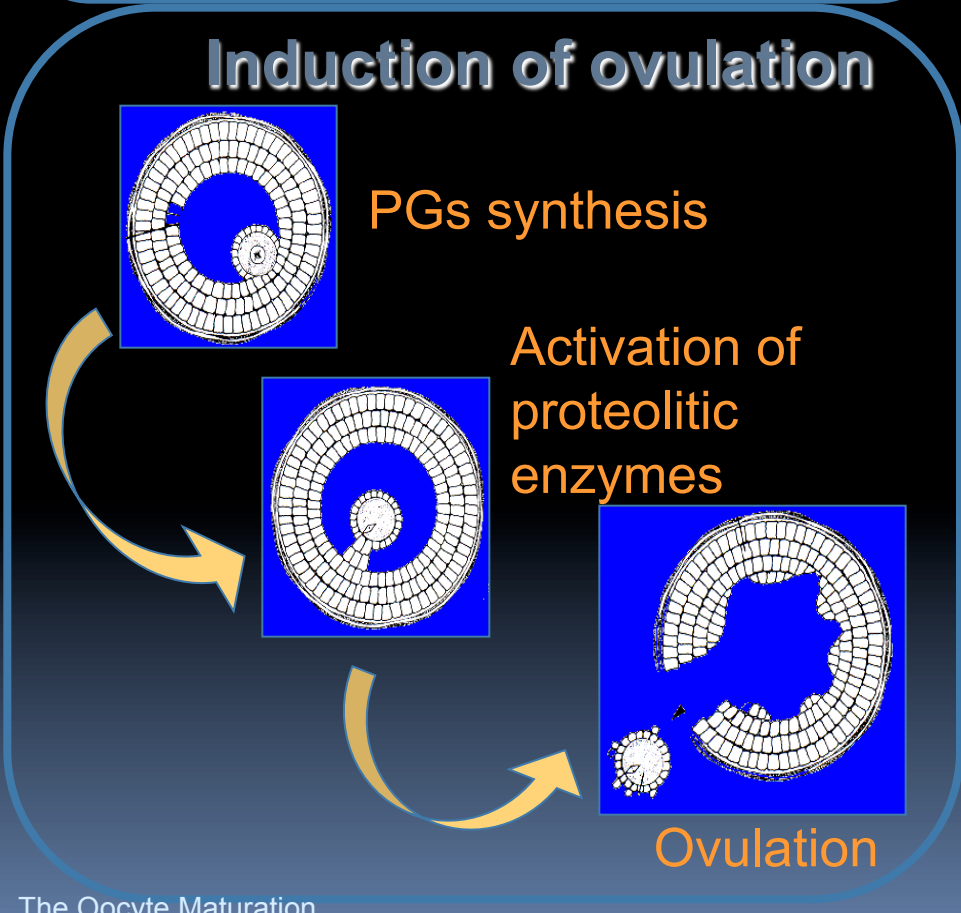 Induction of ovulation
PGs synthesis
Activation of
proteolitic
enzymes
Ovulation
The Oocyte Maturation